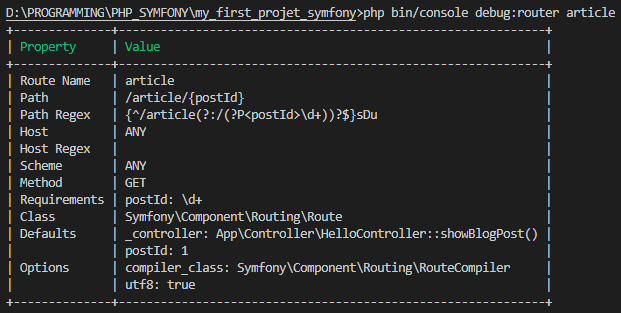 D:\PROGRAMMING\PHP_SYMFONY\my_first_projet_symfony>php bin/console debug:router article
+--------------+---------------------------------------------------------+
| Property     | Value                                                   |
+--------------+---------------------------------------------------------+
| Route Name   | article                                                 |
| Path         | /article/{postId}                                       |
| Path Regex   | {^/article(?:/(?P<postId>\d+))?$}sDu                    |
| Host         | ANY                                                     |
| Host Regex   |                                                         |
| Scheme       | ANY                                                     |
| Method       | GET                                                     |
| Requirements | postId: \d+                                             |
| Class        | Symfony\Component\Routing\Route                         |
| Defaults     | _controller: App\Controller\HelloController::showBlogPost() |
|              | postId: 1                                               |
| Options      | compiler_class: Symfony\Component\Routing\RouteCompiler |
|              | utf8: true                                              |
+--------------+---------------------------------------------------------+